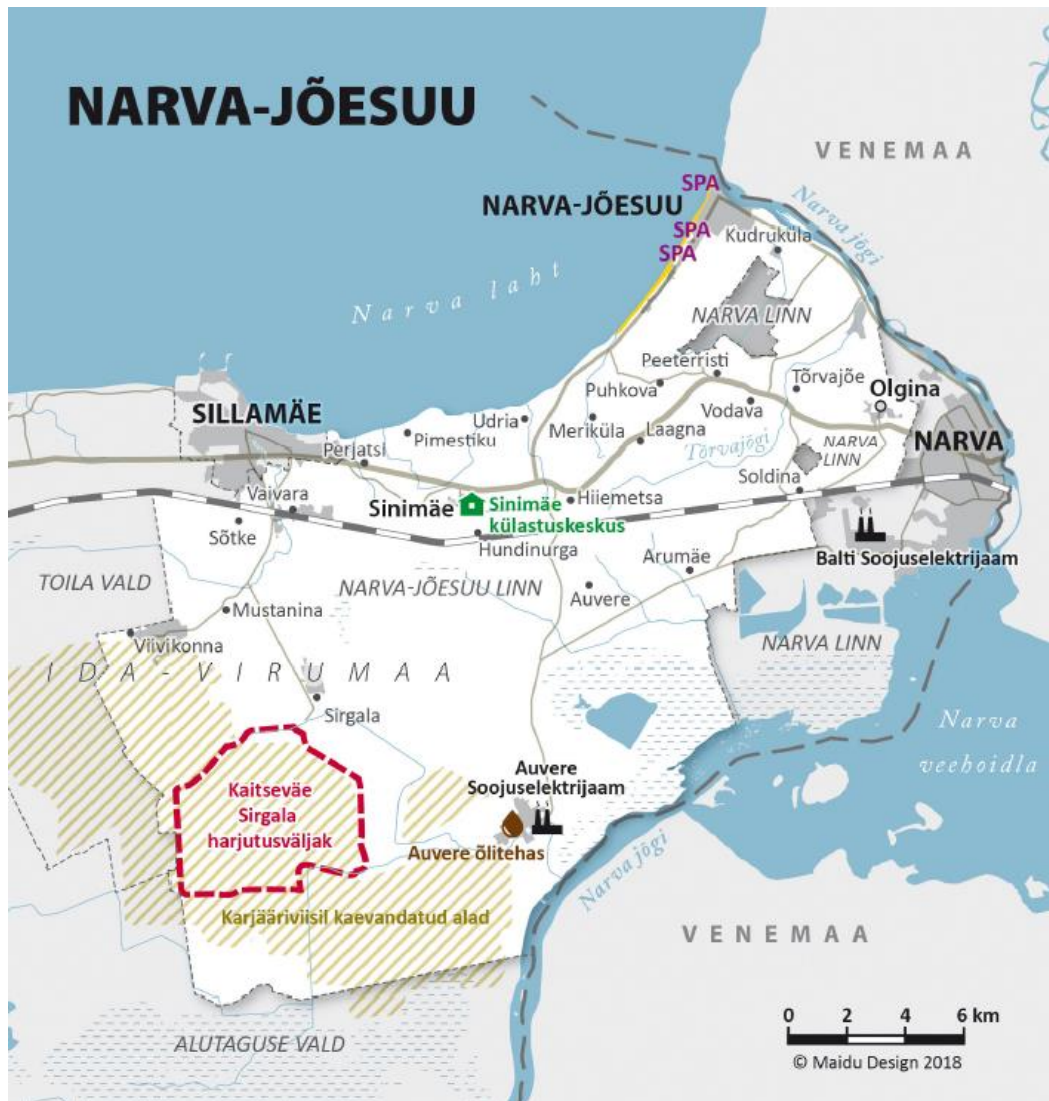 NARVA-JÕESUU
VENEMAA
SPA
NARVA-JÕESUU
Narva jõgi
SPA
Kudruküla
SPA
Narva laht
NARVA LINN
Peeterristi
Puhkova
Tõrvajõe
Olgina
SILLAMÄE
Udria
Meriküla
Vodava
Pimestiku
Laagna
Perjatsi
Tõrvajõgi
NARVA
LINN
NARVA
Soldina
Vaivara
Sinimäe
Sinimäe
külastuskeskus
Hiiemetsa
Sõtke
Hundinurga
Arumäe
Balti Soojuselektrijaam
TOILA VALD
NARVA-JÕESUU LINN
Auvere
Mustanina
Viivikonna
NARVA LINN
IDA-VIRUMAA
Sirgala
Narva
veehoidla
Auvere
Soojuselektrijaam
Kaitseväe
Sirgala
harjutusväljak
Auvere õlitehas
Narva jõgi
Karjääriviisil kaevandatud alad
VENEMAA
0 2 4 6 km
ALUTAGUSE VALD
© Maidu Design 2018